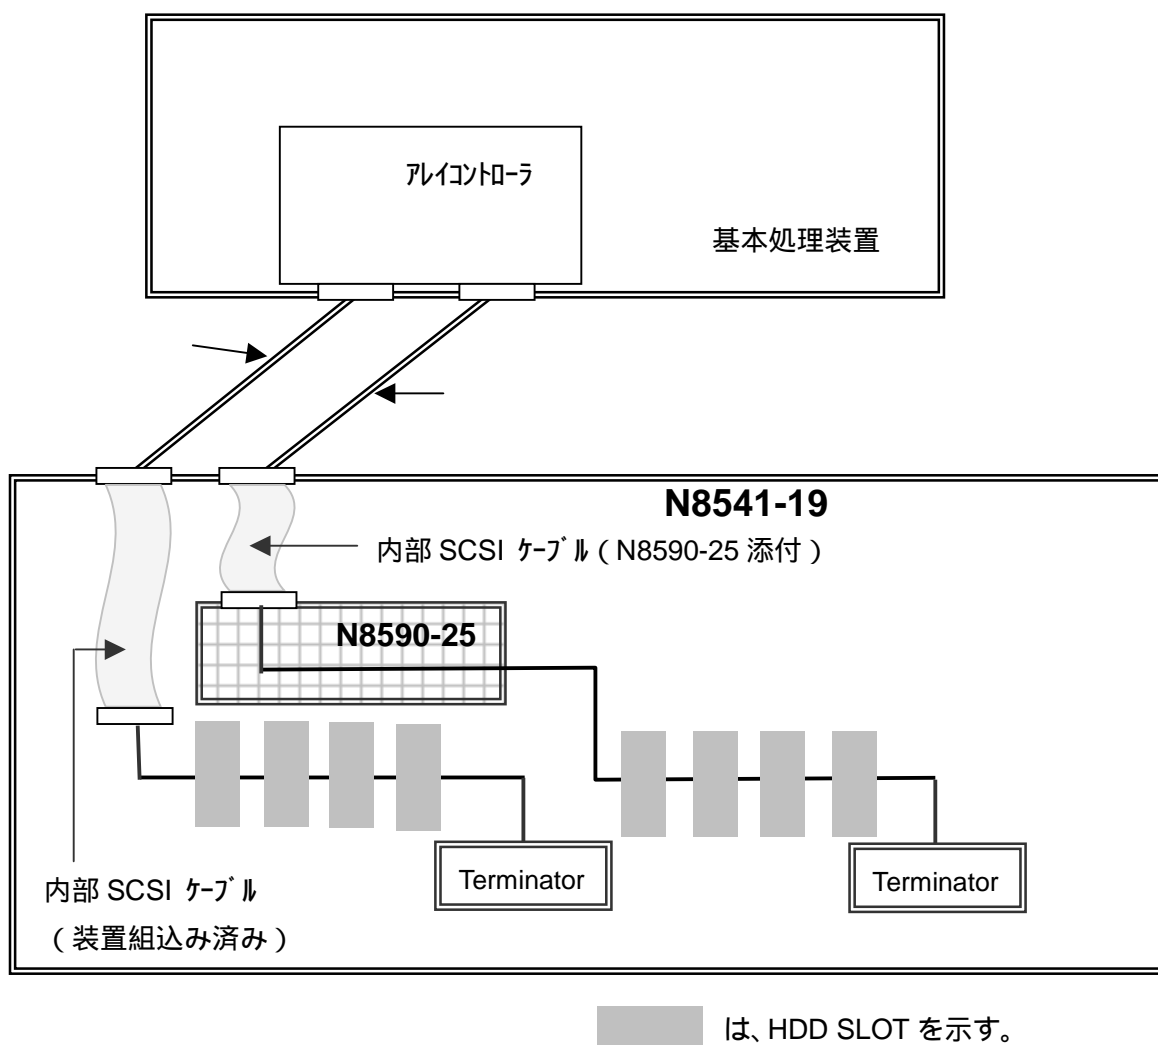 ｱﾚｲｺﾝﾄﾛｰﾗ
基本処理装置
N8541-19
内部 SCSI ｹｰﾌﾞﾙ ( N8590-25 添付 )
N8590-25
Terminator
Terminator
内部 SCSI ｹｰﾌﾞﾙ
( 装置組込み済み )
は、HDD SLOT を示す。